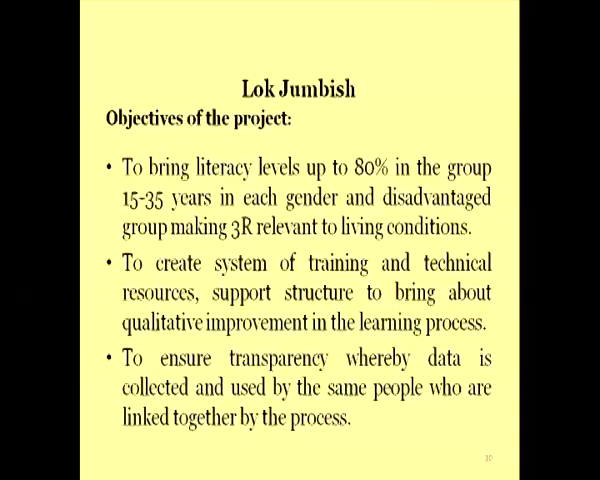 Lok Jumbish
Objectives of the project:
• To bring literacy levels up to 80% in the group
15-35 years in each gender and disadvantaged
group making 3R relevant to living conditions.
• To create system of training and technical
resources, support structure to bring about
qualitative improvement in the learning process.
• To ensure transparency whereby data is
collected and used by the same people who are
linked together by the process.